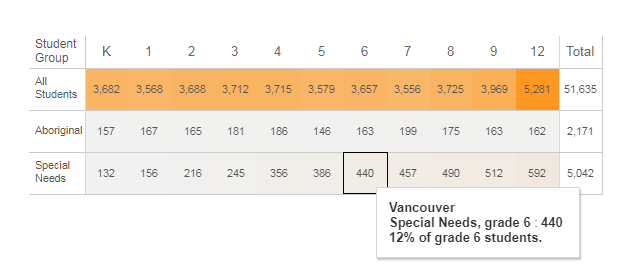 Student Group K 1 2 3 4 5 6 7 8 9 12 Total
All Students 3,682 3,568 3,688 3,712 3,715 3,579 3,657 3,556 3,725 3,969 5,281 51,635
Aboriginal 157 167 165 181 186 146 163 199 175 163 162 2,171
Special Needs 132 156 216 245 356 386 440 457 490 512 592 5,042
Vancouver
Special Needs, grade 6 : 440
12% of grade 6 students.